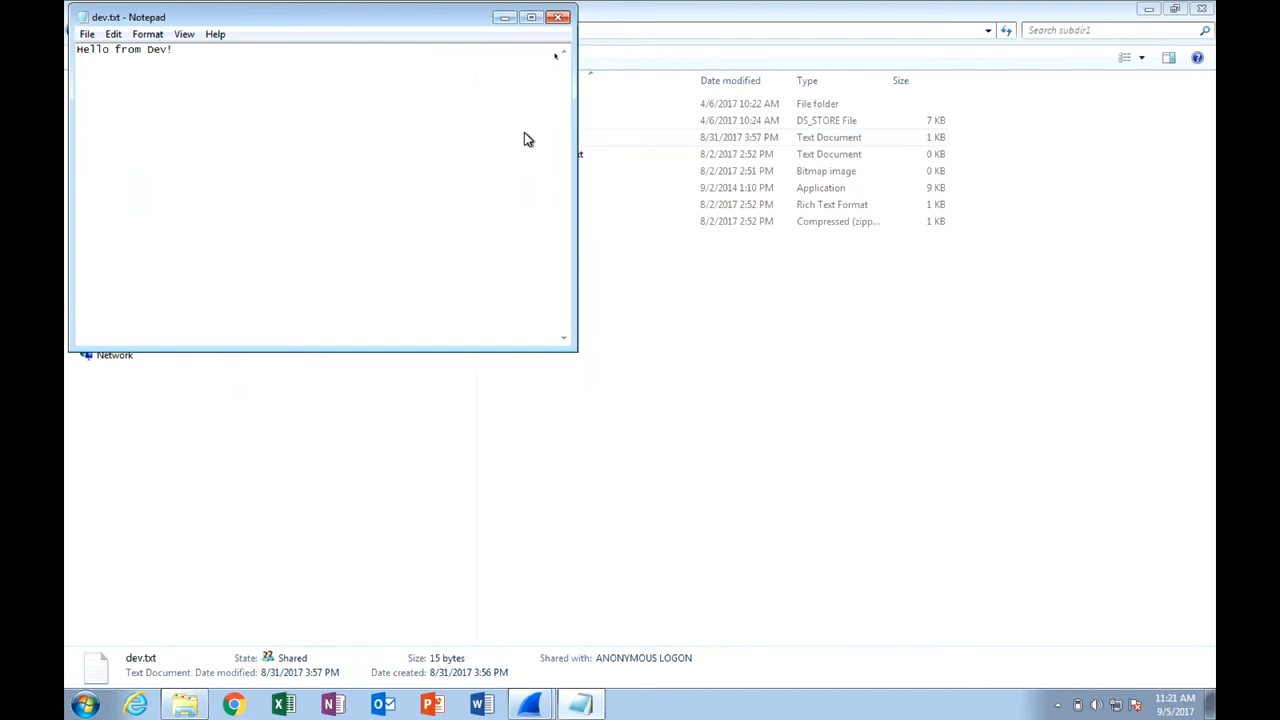 dev.txt - Notepad
File Edit Format View Help
Search subdir1
Hello from Dev!
Date modified Type Size
4/6/2017 10:22 AM File folder
4/6/2017 10:24 AM DS_STORE File 7 KB
8/31/2017 3:57 PM Text Document 1 KB
xt 8/2/2017 2:52 PM Text Document 0 KB
8/2/2017 2:51 PM Bitmap image 0 KB
9/2/2014 1:10 PM Application 9 KB
8/2/2017 2:52 PM Rich Text Format 1 KB
8/2/2017 2:52 PM Compressed (zipp... 1 KB
Network
dev.txt State: Shared Size: 15 bytes Shared with: ANONYMOUS LOGON
Text Document Date modified: 8/31/2017 3:57 PM Date created: 8/31/2017 3:56 PM
11:21 AM
9/5/2017